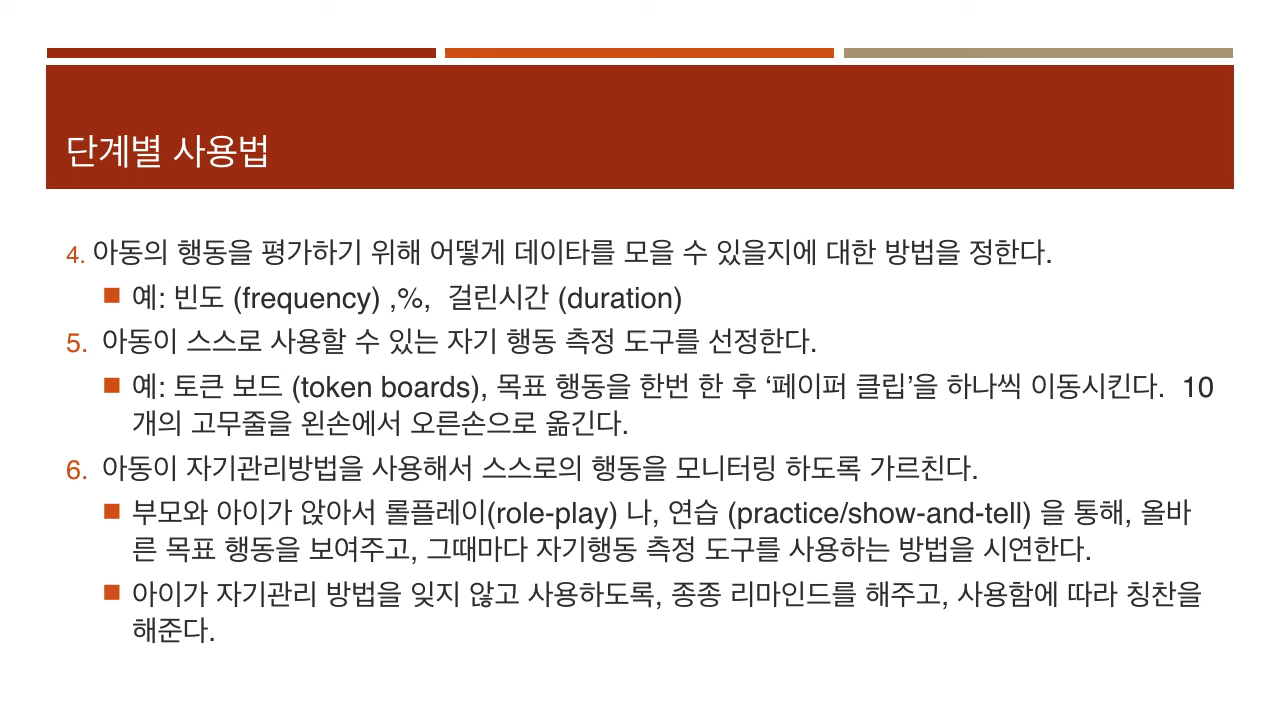 단계별 사용법
4. 아동의 행동을 평가하기 위해 어떻게 데이타를 모을 수 있을지에 대한 방법을 정한다.
예: 빈도 (frequency) ,%, 걸린시간 (duration)
5. 아동이 스스로 사용할 수 있는 자기 행동 측정 도구를 선정한다.
예: 토큰 보드 (token boards), 목표 행동을 한번 한 후 ‘페이퍼 클립’을 하나씩 이동시킨다. 10
개의 고무줄을 왼손에서 오른손으로 옮긴다.
6. 아동이 자기관리방법을 사용해서 스스로의 행동을 모니터링 하도록 가르친다.
부모와 아이가 앉아서 롤플레이(role-play) 나, 연습 (practice/show-and-tell) 을 통해, 올바
른 목표 행동을 보여주고, 그때마다 자기행동 측정 도구를 사용하는 방법을 시연한다.
아이가 자기관리 방법을 잊지 않고 사용하도록, 종종 리마인드를 해주고, 사용함에 따라 칭찬을
해준다.